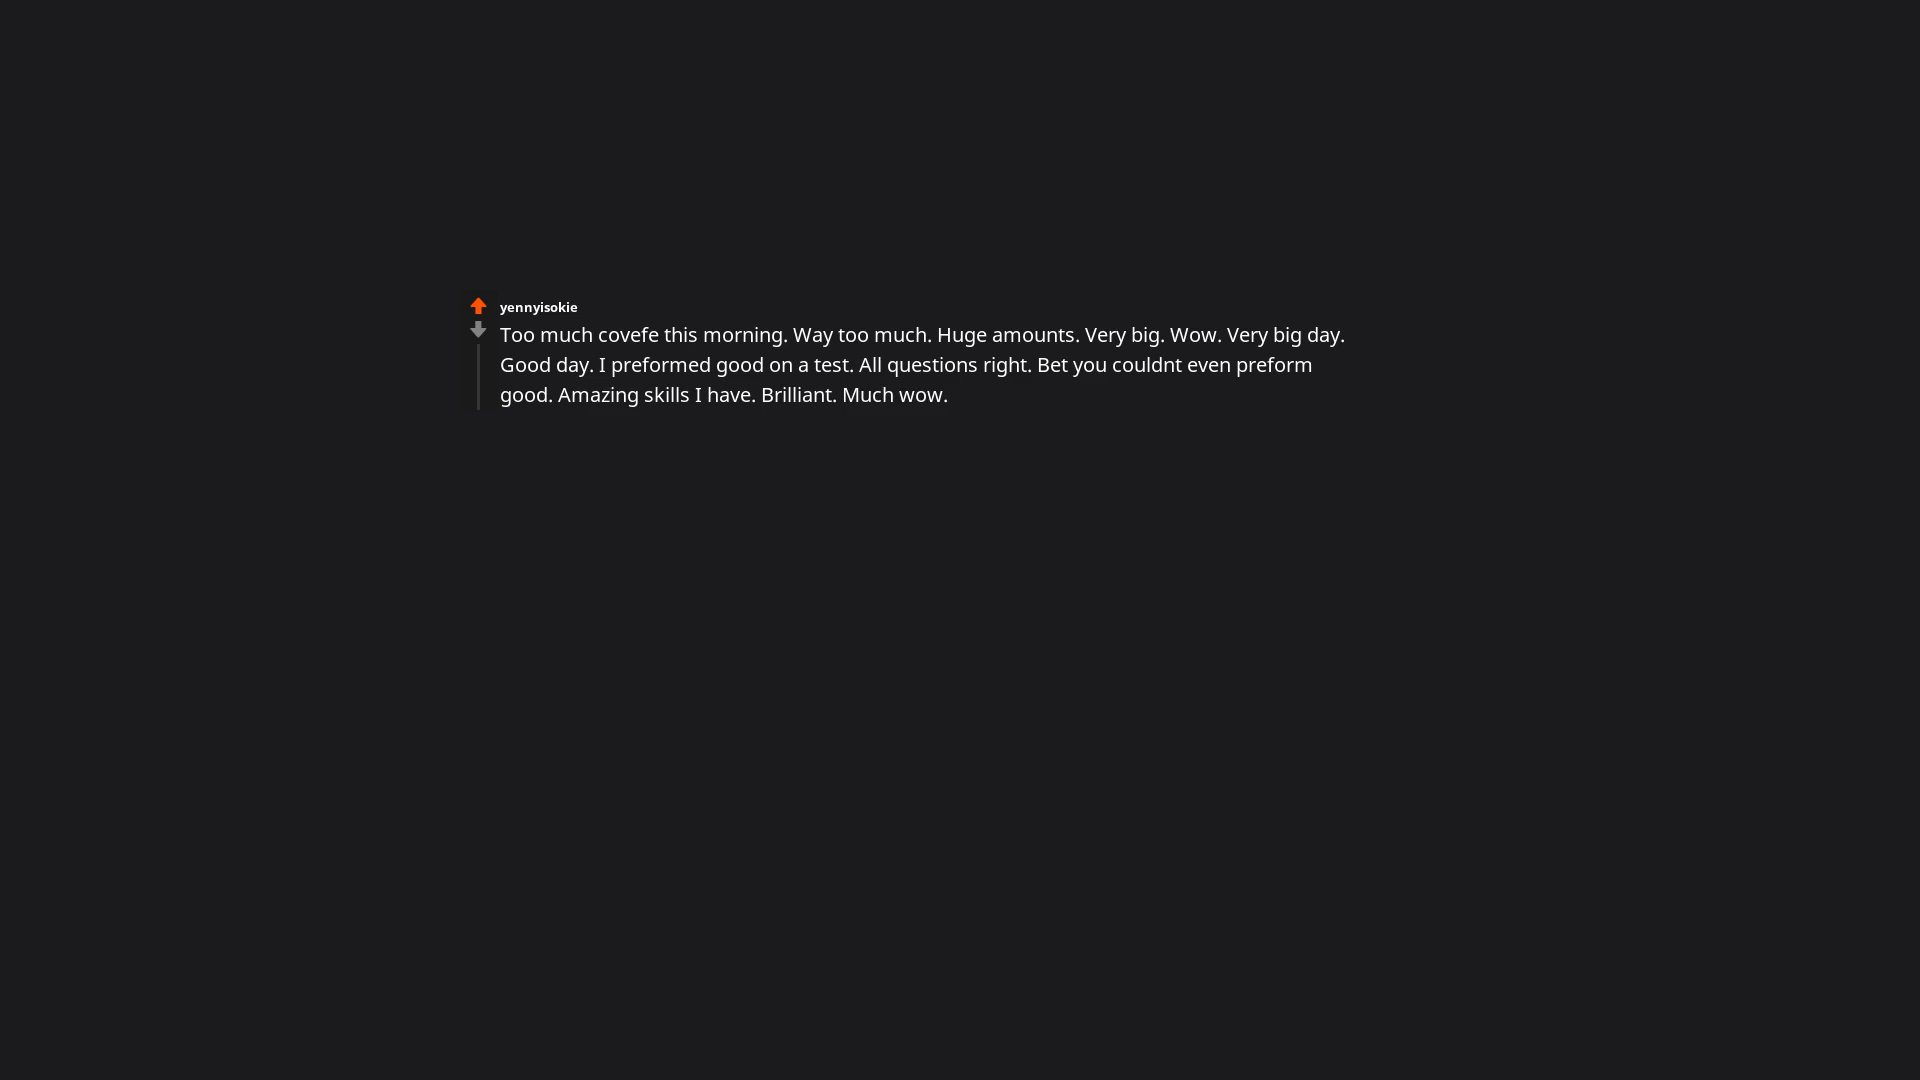 yennyisokie
Too much covefe this morning. Way too much. Huge amounts. Very big. Wow. Very big day.
Good day. I preformed good on a test. All questions right. Bet you couldnt even preform
good. Amazing skills I have. Brilliant. Much wow.